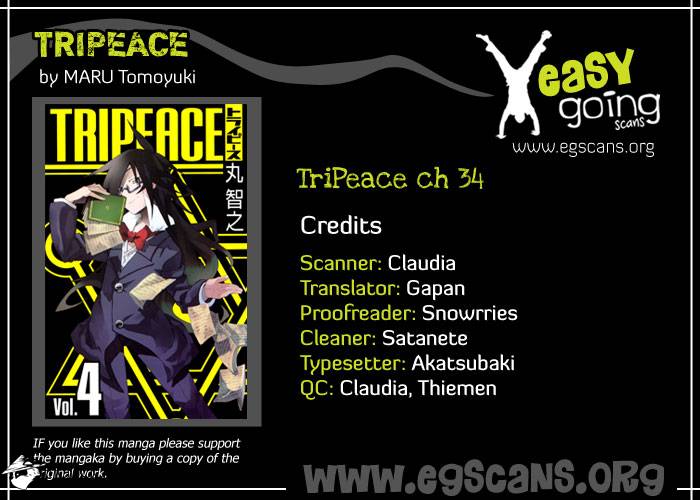 TRIPEACE
by MARU Tomoyuki
easy
going
scans
www.egscans.org
TRIPEACE
トライピース
丸智之
Vol.4
TriPeace ch 34
Credits
Scanner: Claudia
Translator: Gapan
Proofreader: Snowrries
Cleaner: Satanete
Typesetter: Akatsubaki
QC: Claudia, Thiemen
IF you like this manga please support
the mangaka by buying a copy of the
original work.
www.egscans.org